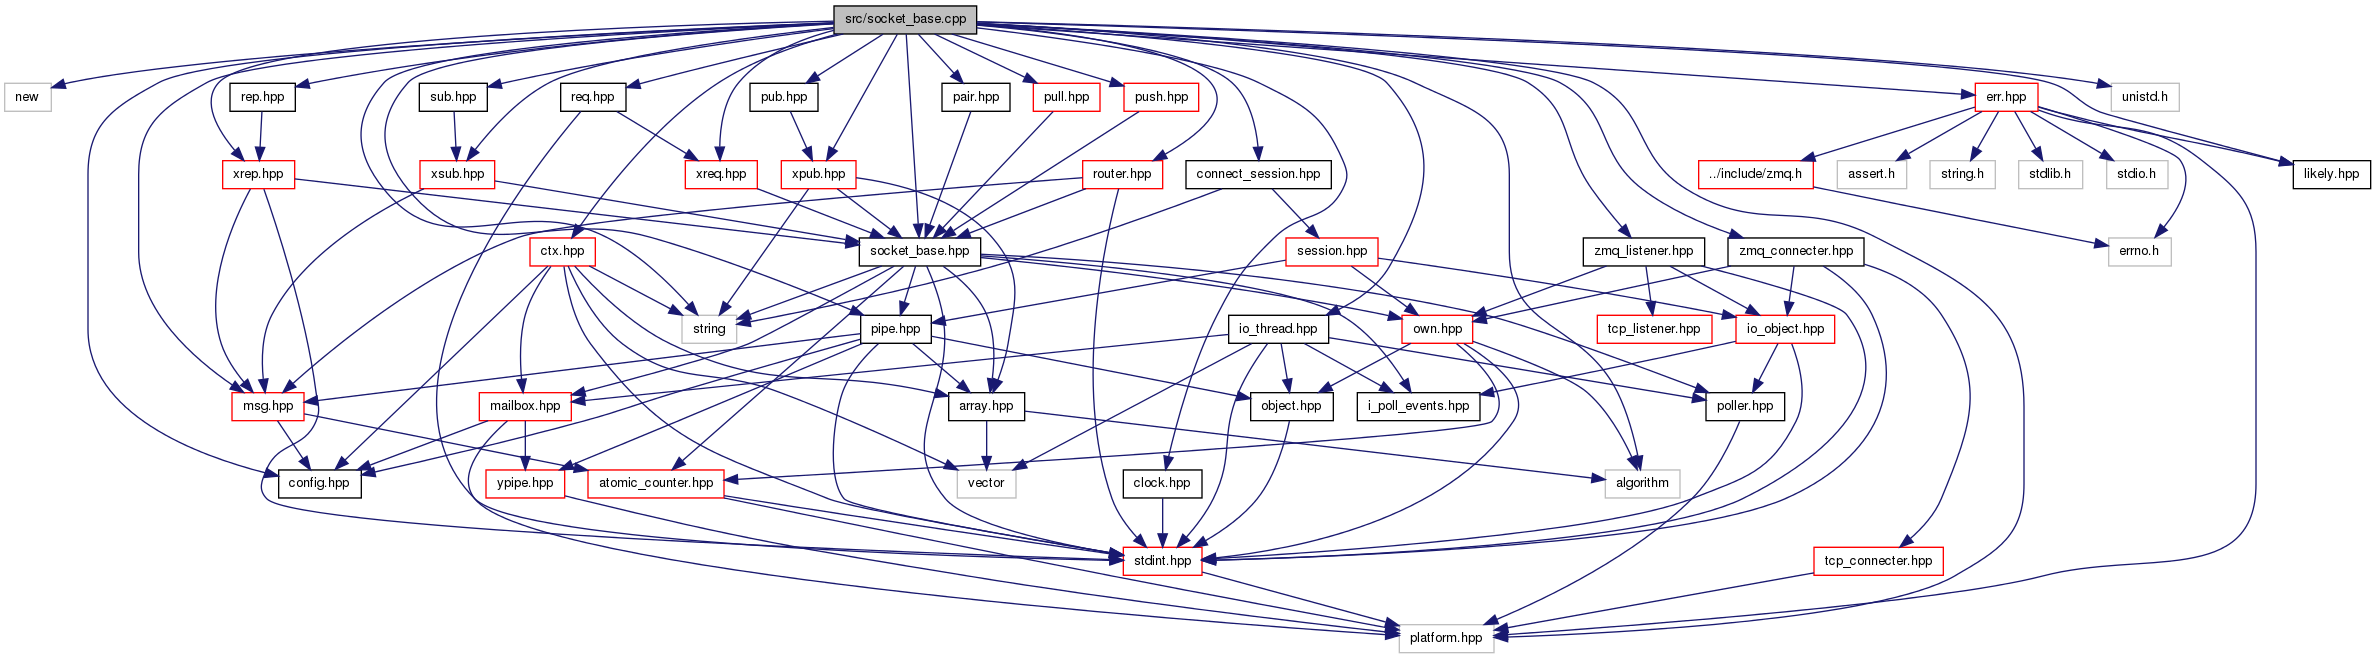 src/socket_base.cpp
new
rep.hpp
sub.hpp
req.hpp
pub.hpp
pair.hpp
pull.hpp
push.hpp
err.hpp
unistd.h
xrep.hpp
xsub.hpp
xreq.hpp
xpub.hpp
router.hpp
connect_session.hpp
../include/zmq.h
assert.h
string.h
stdlib.h
stdio.h
likely.hpp
ctx.hpp
socket_base.hpp
session.hpp
zmq_listener.hpp
zmq_connecter.hpp
errno.h
string
pipe.hpp
io_thread.hpp
own.hpp
tcp_listener.hpp
io_object.hpp
msg.hpp
mailbox.hpp
array.hpp
object.hpp
i_poll_events.hpp
poller.hpp
config.hpp
ypipe.hpp
atomic_counter.hpp
vector
clock.hpp
algorithm
stdint.hpp
tcp_connecter.hpp
platform.hpp